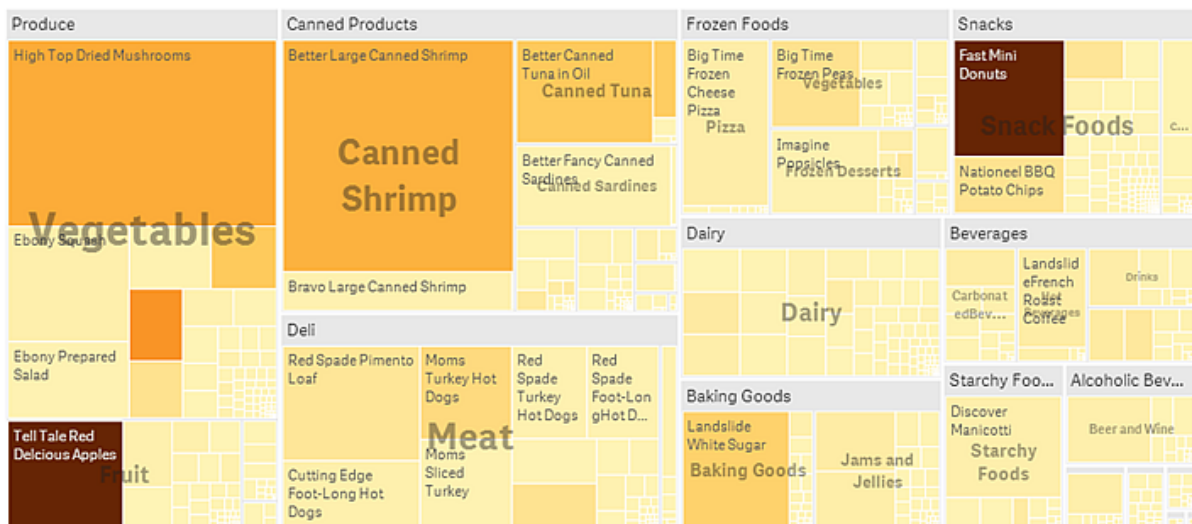 Produce
High Top Dried Mushrooms
Vegetables
Ebony Squash
Ebony Prepared
Salad
Tell Tale Red
Delcious Apples
Fruit
Canned Products
Better Large Canned Shrimp
Canned
Shrimp
Bravo Large Canned Shrimp
Better Canned
Tuna in Oil
Canned Tuna
Better Fancy Canned
Sardines
Canned Sardines
Deli
Red Spade Pimento
Loaf
Cutting Edge
Foot-Long Hot
Dogs
Moms
Turkey Hot
Dogs
Meat
Moms
Sliced
Turkey
Red
Spade
Turkey
Hot Dogs
Red
Spade
Foot-Lon
gHot D...
Frozen Foods
Big Time
Frozen
Cheese
Pizza
Pizza
Big Time
Frozen Peas
Vegetables
Imagine
Popsicles
Frozen Desserts
Snacks
Fast Mini
Donuts
Snack Foods
C...
Nationeel BBQ
Potato Chips
Dairy
Dairy
Beverages
Carbonat
edBev...
Landslid
eFrench
Roast
Coffee
Hot
Beverages
Drinks
Baking Goods
Landslide
White Sugar
Baking Goods
Jams and
Jellies
Starchy Foo...
Discover
Manicotti
Starchy
Foods
Alcoholic Bev...
Beer and Wine